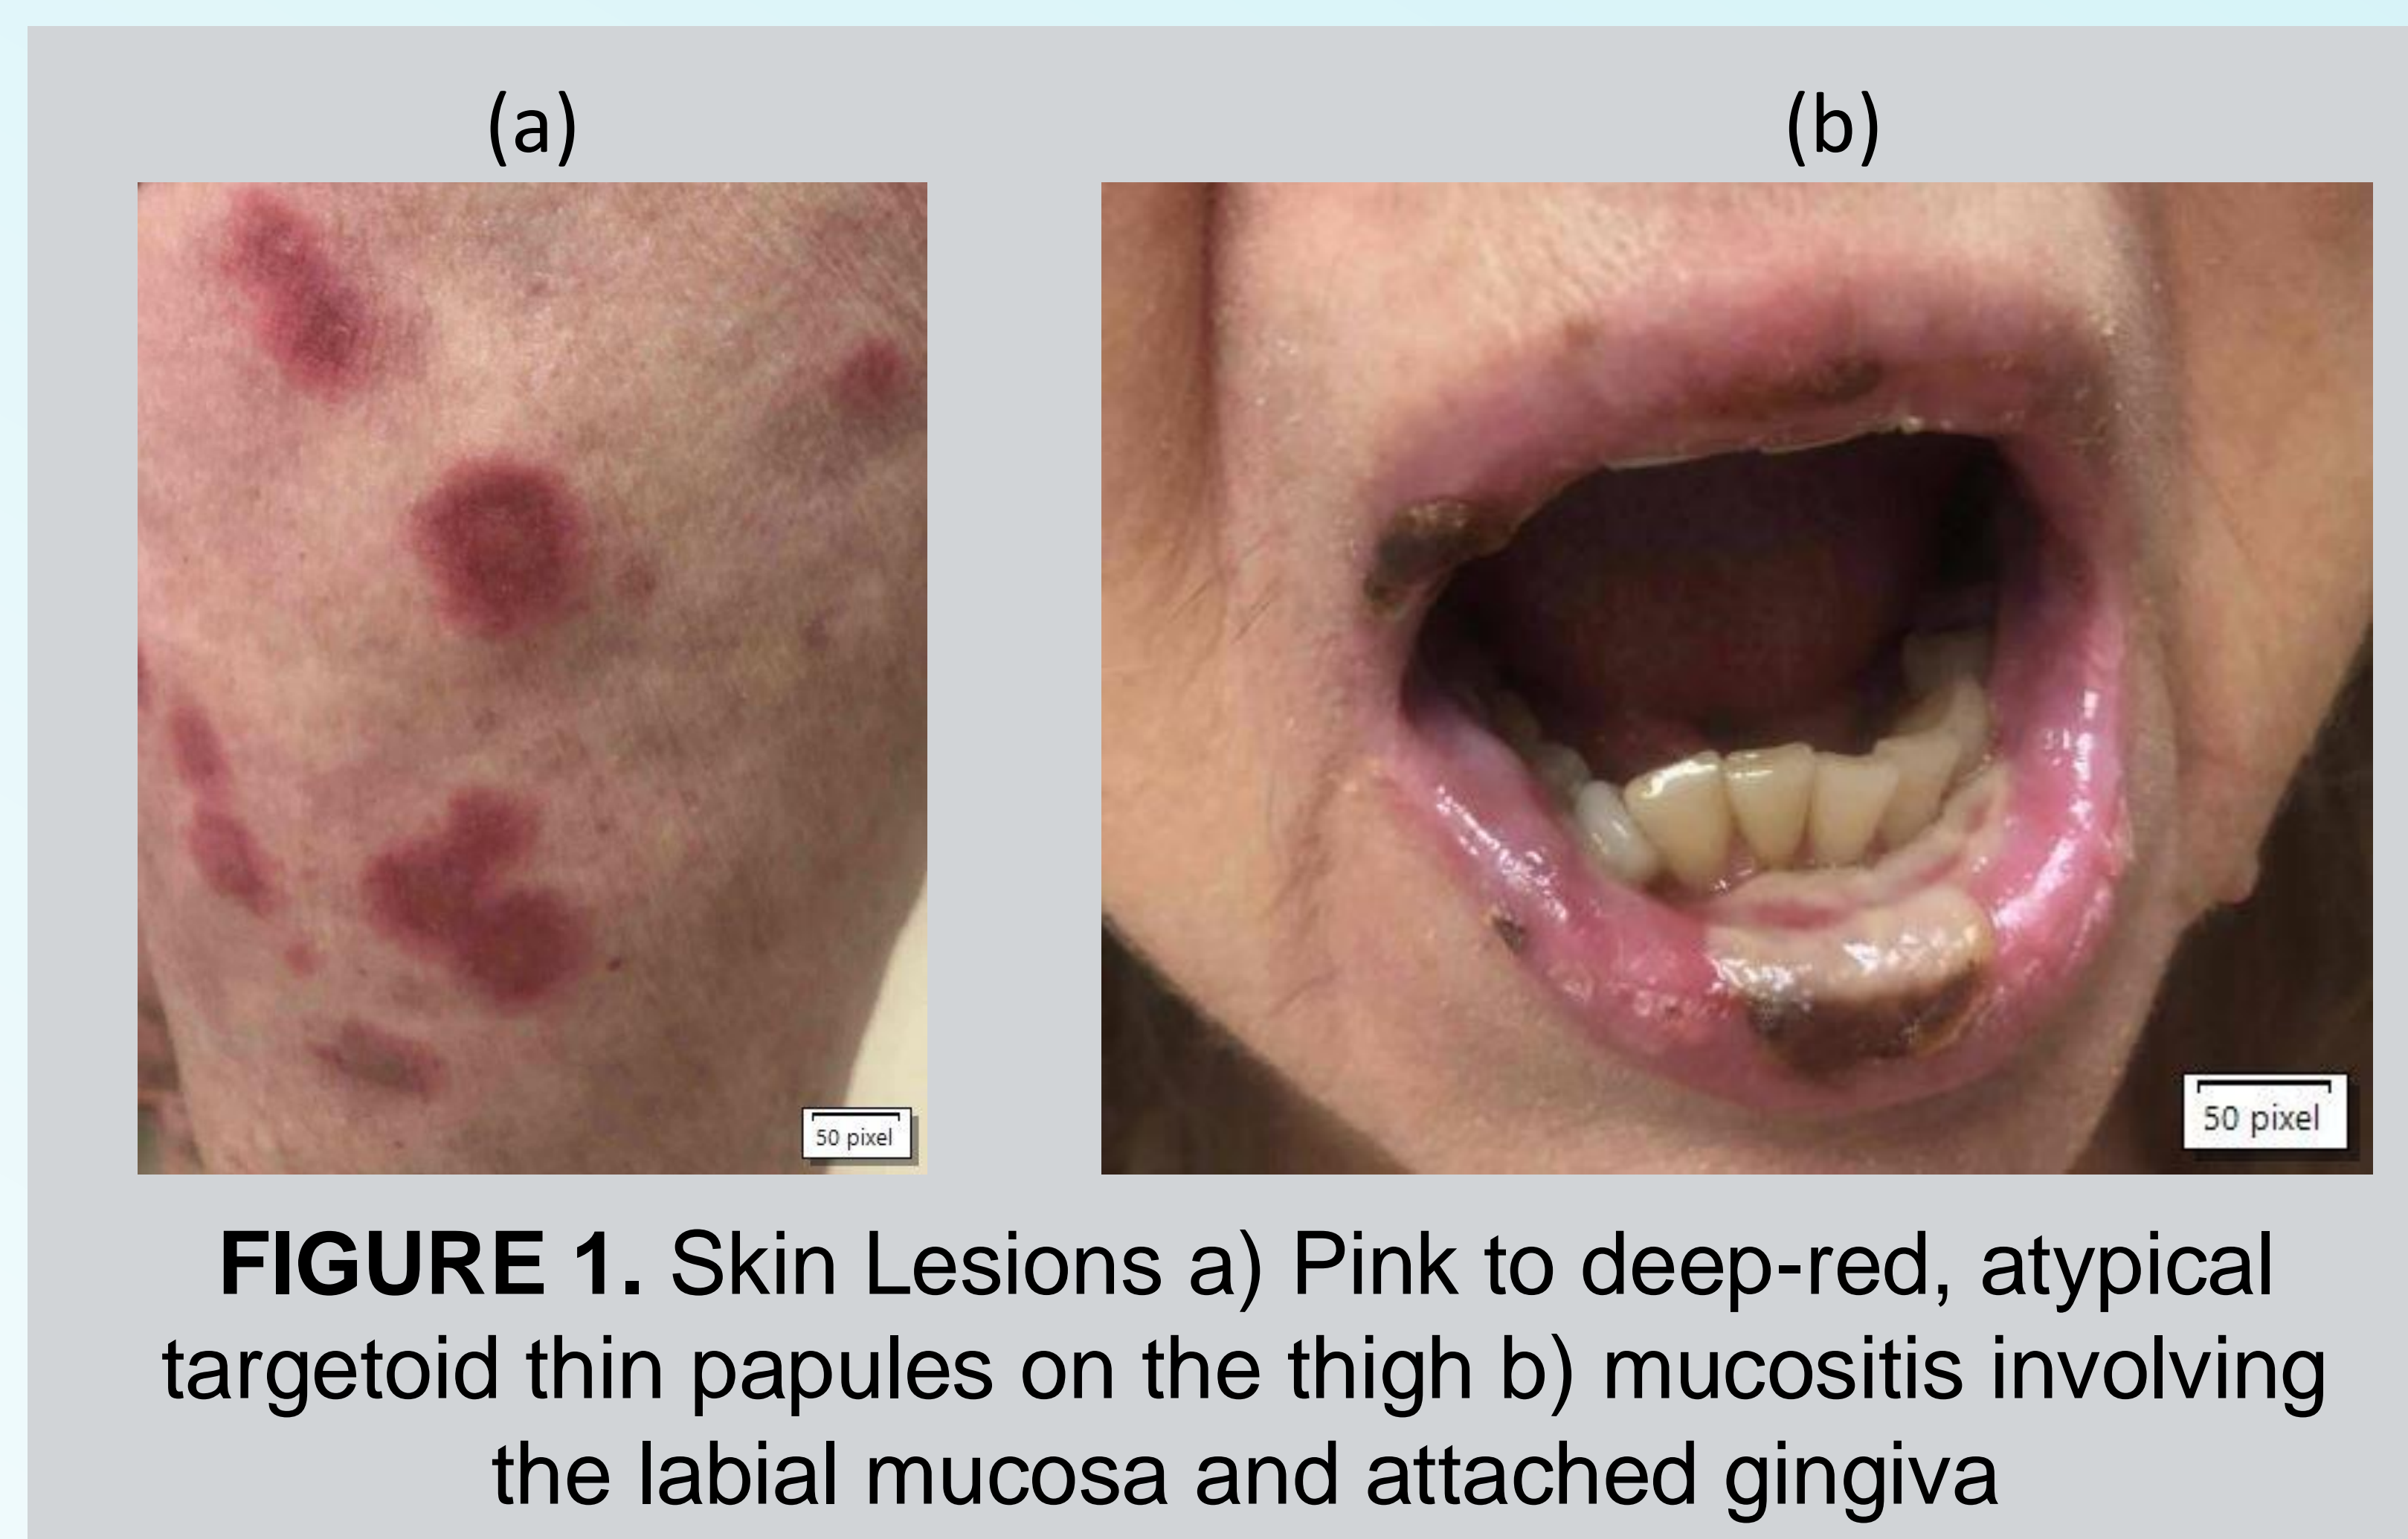 (a)
(b)
50 pixel
50 pixel
FIGURE 1. Skin Lesions a) Pink to deep-red, atypical
targetoid thin papules on the thigh b) mucositis involving
the labial mucosa and attached gingiva